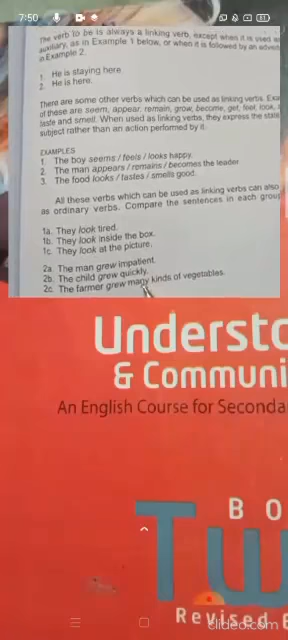 7:50
The verb to be is always a linking verb, except when it is used as
auxiliary, as in Example 1 below, or when it is followed by an adverb
in Example 2.
1. He is staying here.
2. He is here.
There are some other verbs which can be used as linking verbs.
of these are seem, appear, remain, grow, become, get, feel, look,
taste and smell. When used as linking verbs, they express the state
subject rather than an action performed by it.
EXAMPLES
1. The boy seems / feels / looks happy.
2. The man appears / remains / becomes the leader.
3. The food looks / tastes / smells good.
All these verbs which can be used as linking verbs can also
as ordinary verbs. Compare the sentences in each group
1a. They look tired.
1b. They look inside the box.
1c. They look at the picture.
2a. The man grew impatient.
2b. The child grew quickly.
2c. The farmer grew many kinds of vegetables.
Understa
& Communi
An English Course for Seconda
BO
Tw
Revised E